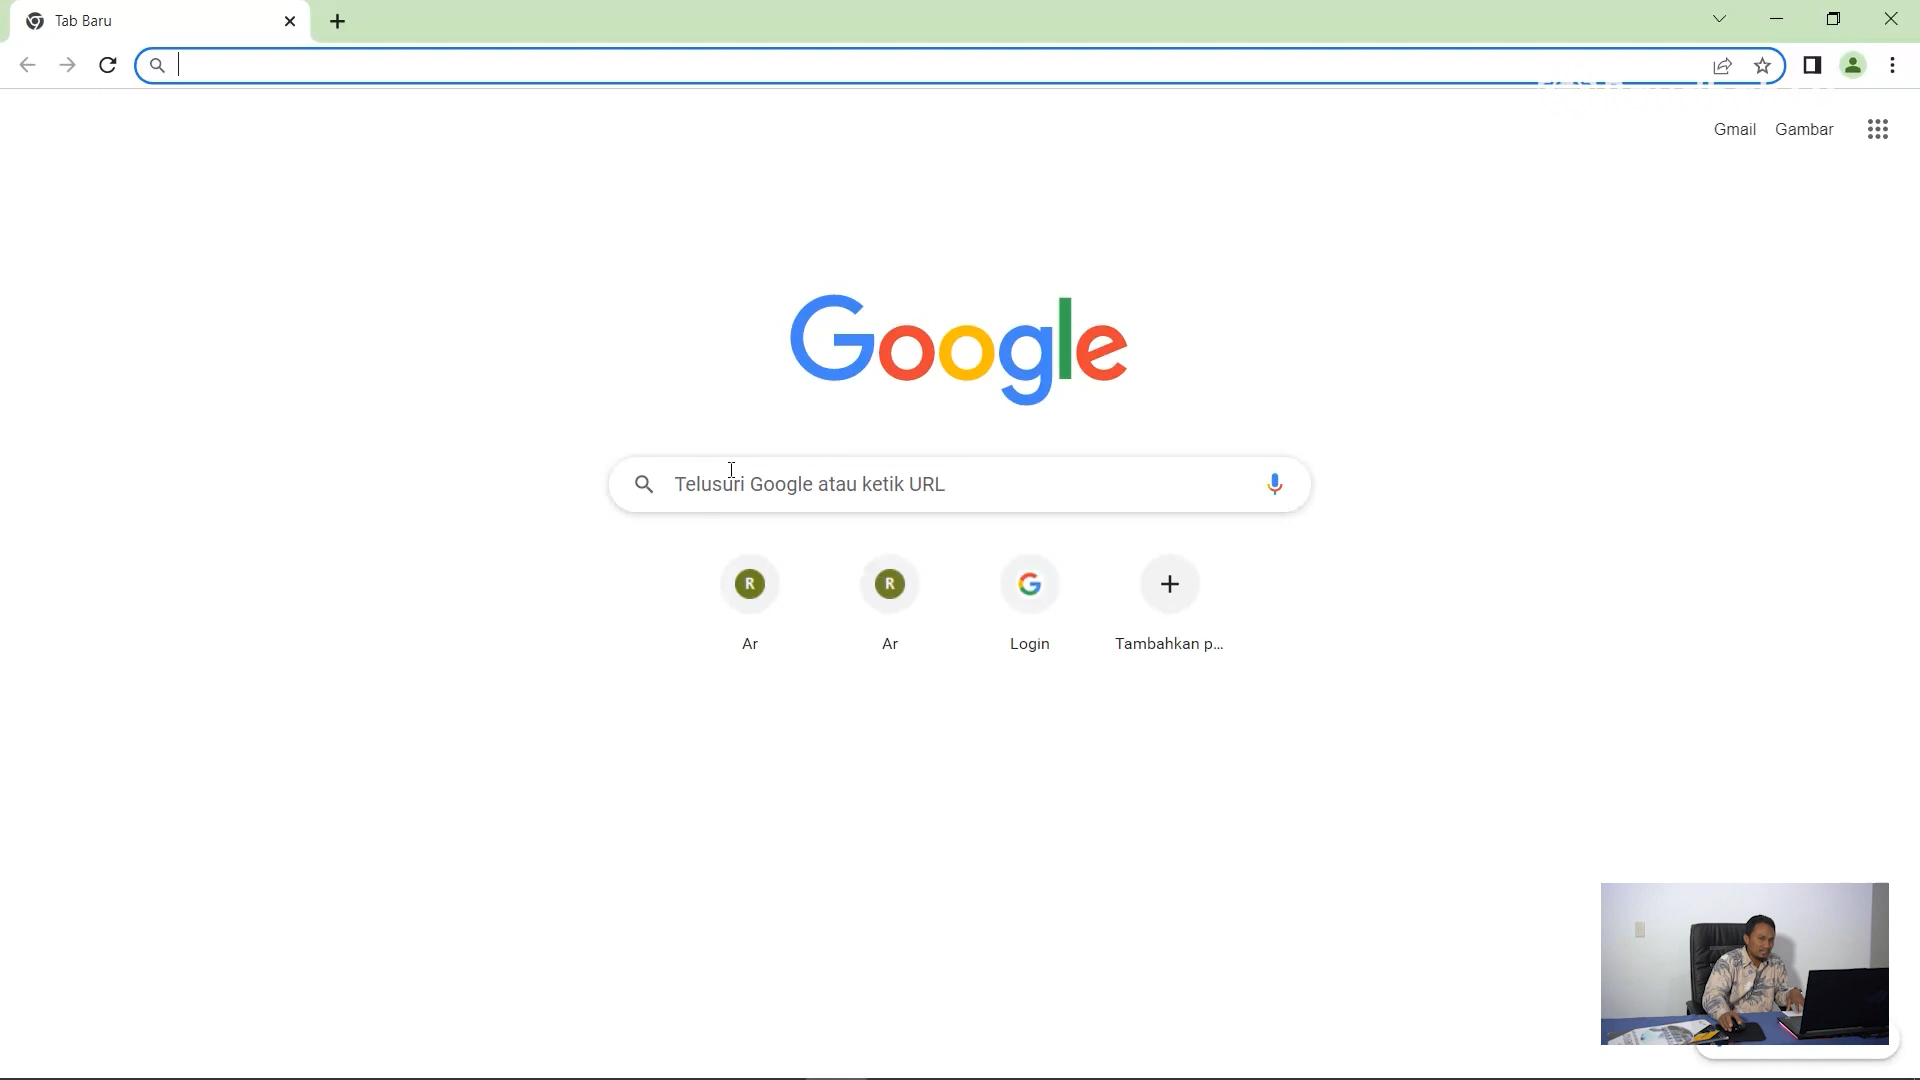 Tab Baru
Gmail Gambar
Google
Telusuri Google atau ketik URL
R R
Ar Ar Login Tambahkan p...